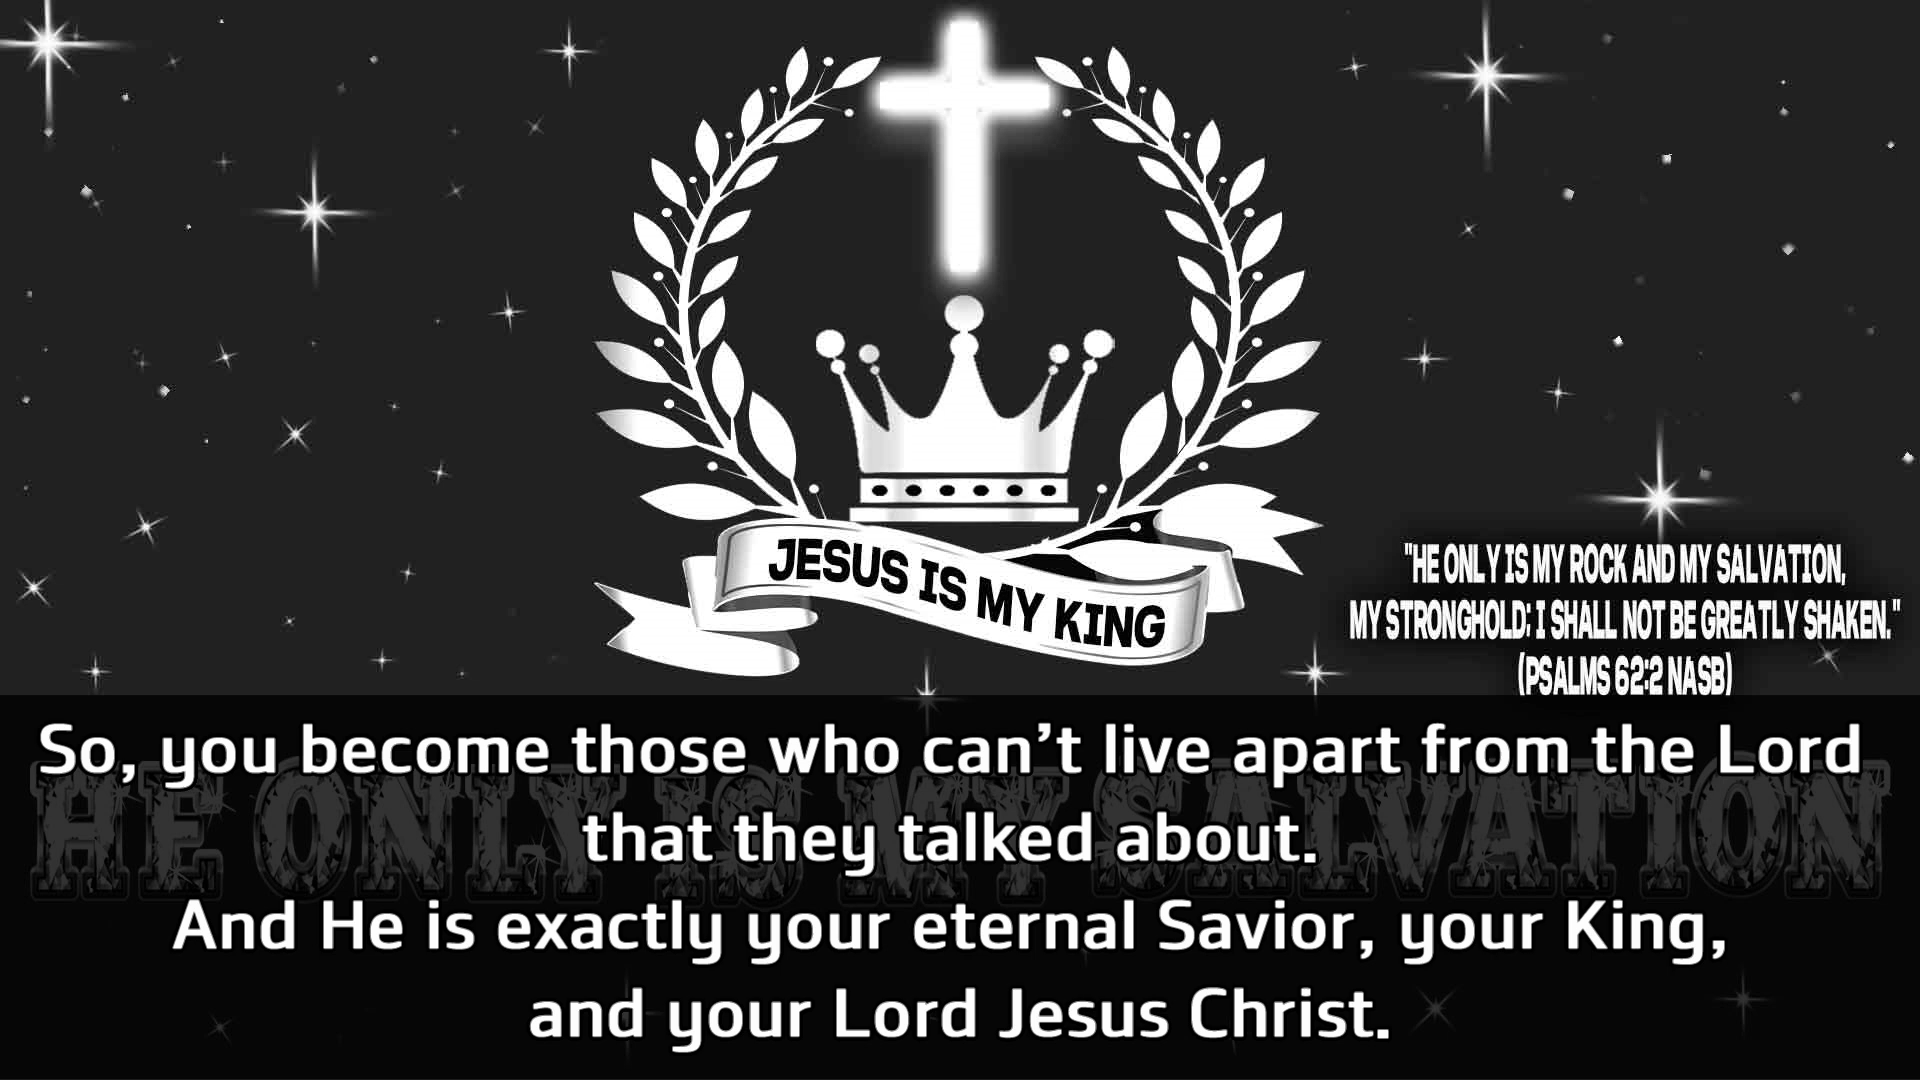 JESUS IS MY KING
"HE ONLY IS MY ROCK AND MY SALVATION,
MY STRONGHOLD; I SHALL NOT BE GREATLY SHAKEN."
(PSALMS 62:2 NASB)
HE ONLY IS MY SALVATION
So, you become those who can’t live apart from the Lord
that they talked about.
And He is exactly your eternal Savior, your King,
and your Lord Jesus Christ.